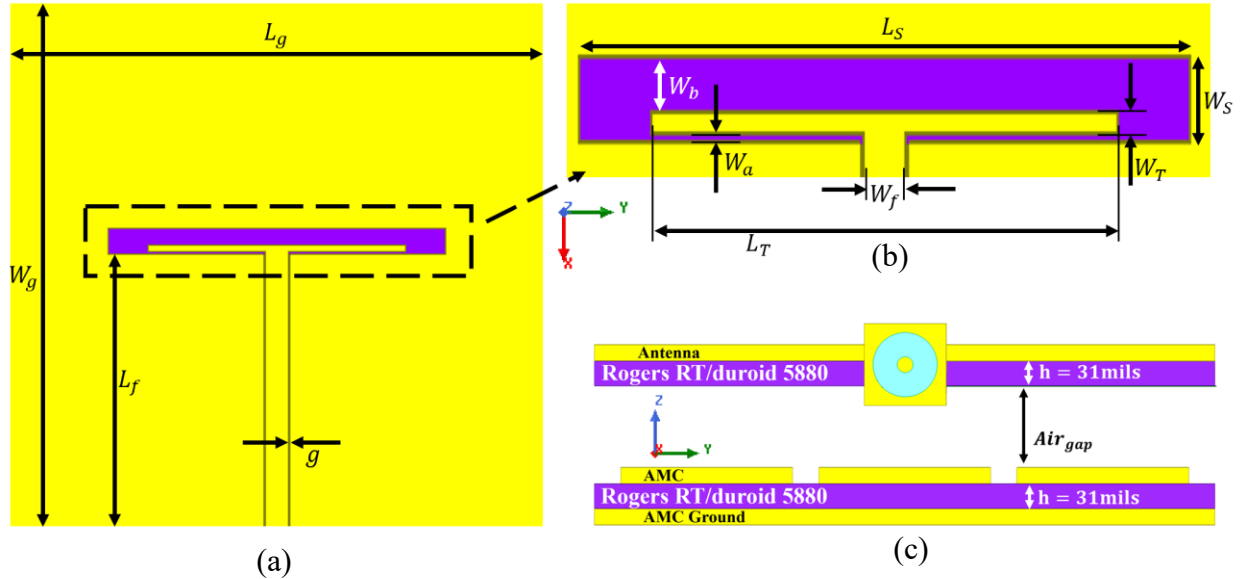 L_g
W_g
L_f
g
(a)
L_S
W_b
W_S
W_a
W_f
W_T
L_T
Z
Y
X
(b)
Antenna
Rogers RT/duroid 5880
h = 31mils
Z
Y
X
Air_gap
AMC
Rogers RT/duroid 5880
h = 31mils
AMC Ground
(c)